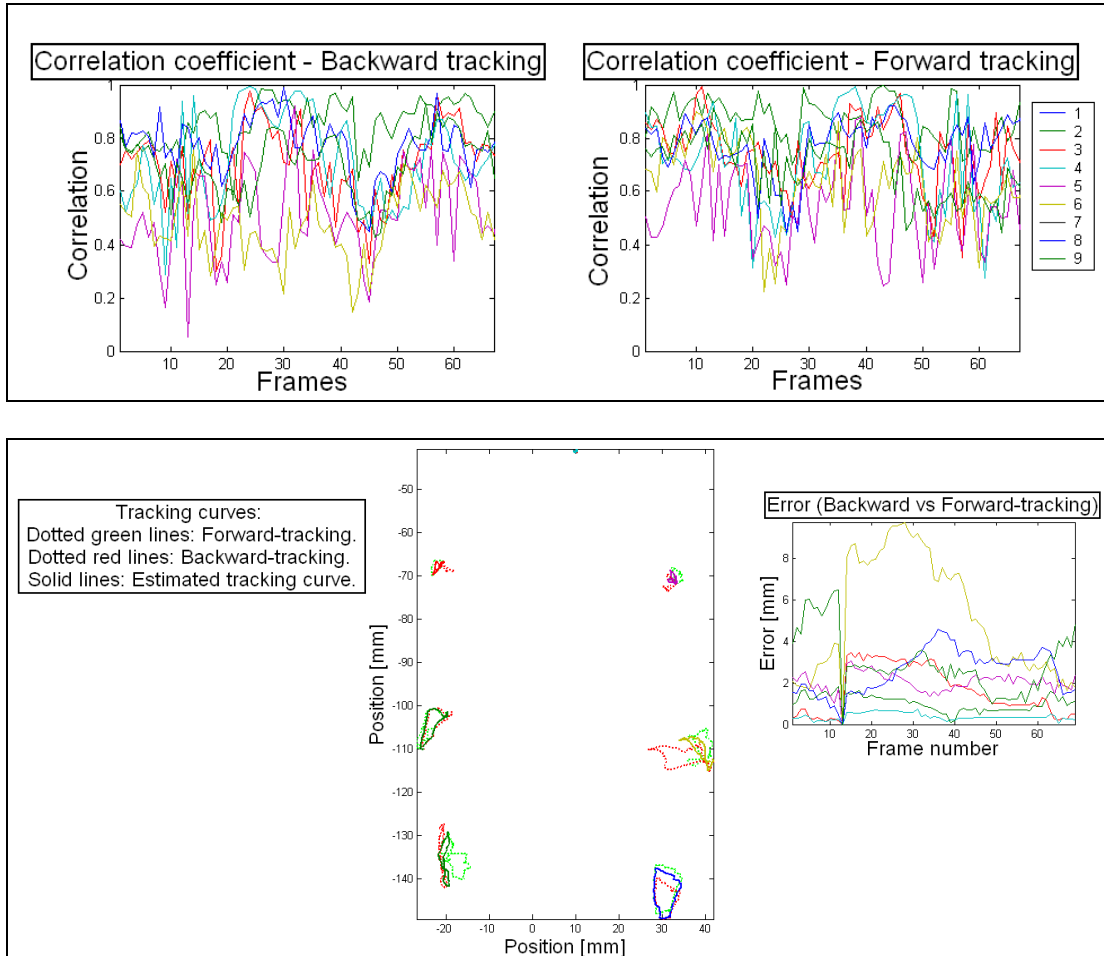 Correlation coefficient - Backward tracking
Correlation
1
0.8
0.6
0.4
0.2
0
10 20 30 40 50 60
Frames
Correlation coefficient - Forward tracking
Correlation
1
0.8
0.6
0.4
0.2
0
10 20 30 40 50 60
Frames
1
2
3
4
5
6
7
8
9
Tracking curves:
Dotted green lines: Forward-tracking.
Dotted red lines: Backward-tracking.
Solid lines: Estimated tracking curve.
Position [mm]
-50
-60
-70
-80
-90
-100
-110
-120
-130
-140
-20 -10 0 10 20 30 40
Position [mm]
Error (Backward vs Forward-tracking)
Error [mm]
8
6
4
2
0
10 20 30 40 50 60
Frame number